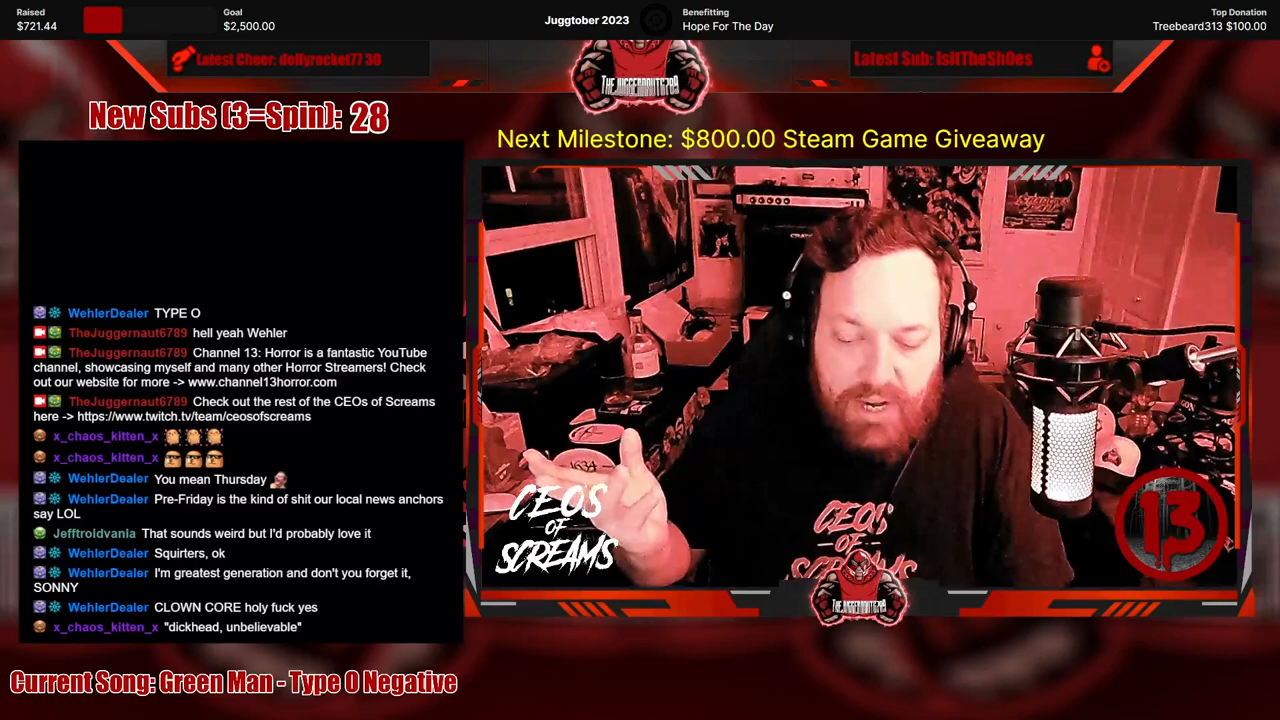 Raised
$721.44
Goal
$2,500.00
Juggtober 2023
Benefitting
Hope For The Day
Top Donation
Treebeard313 $100.00
Latest Cheer: dollyrocket77 30
THEJUGGERNAUT6789
Latest Sub: IsItTheSh0es
New Subs (3=Spin): 28
Next Milestone: $800.00 Steam Game Giveaway
WehlerDealer TYPE O
TheJuggernaut6789 hell yeah Wehler
TheJuggernaut6789 Channel 13: Horror is a fantastic YouTube
channel, showcasing myself and many other Horror Streamers! Check
out our website for more -> www.channel13horror.com
TheJuggernaut6789 Check out the rest of the CEOs of Screams
here -> https://www.twitch.tv/team/ceosofscreams
x_chaos_kitten_x
x_chaos_kitten_x
WehlerDealer You mean Thursday
WehlerDealer Pre-Friday is the kind of shit our local news anchors
say LOL
Jefftroidvania That sounds weird but I'd probably love it
WehlerDealer Squirters, ok
WehlerDealer I'm greatest generation and don't you forget it,
SONNY
WehlerDealer CLOWN CORE holy fuck yes
x_chaos_kitten_x "dickhead, unbelievable"
1634
CEOS
OF
SCREAMS
CEOS
OF
SCREAMS
13
THEJUGGERNAUT6789
Current Song: Green Man - Type O Negative